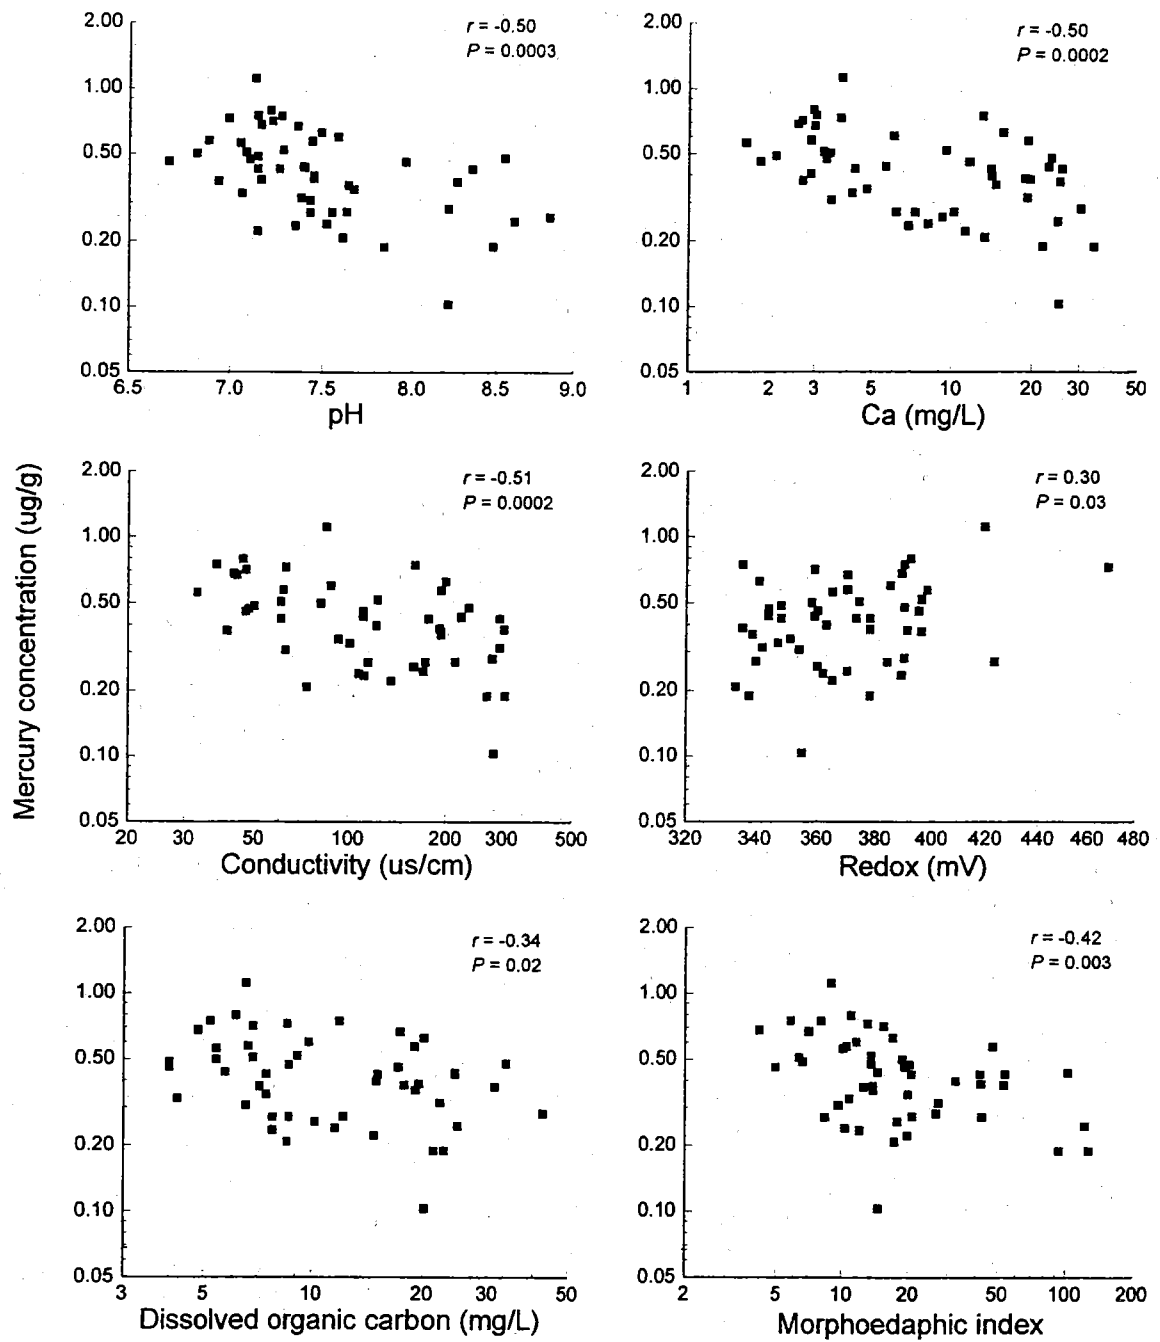 Mercury concentration (ug/g)
2.00
1.00
0.50
0.20
0.10
0.05
r = -0.50
P = 0.0003
6.5 7.0 7.5 8.0 8.5 9.0
pH
2.00
1.00
0.50
0.20
0.10
0.05
r = -0.50
P = 0.0002
1 2 3 5 10 20 30 50
Ca (mg/L)
2.00
1.00
0.50
0.20
0.10
0.05
r = -0.51
P = 0.0002
20 30 50 100 200 300 500
Conductivity (us/cm)
2.00
1.00
0.50
0.20
0.10
0.05
r = 0.30
P = 0.03
320 340 360 380 400 420 440 460 480
Redox (mV)
2.00
1.00
0.50
0.20
0.10
0.05
r = -0.34
P = 0.02
3 5 10 20 30 50
Dissolved organic carbon (mg/L)
2.00
1.00
0.50
0.20
0.10
0.05
r = -0.42
P = 0.003
2 5 10 20 50 100 200
Morphoedaphic index